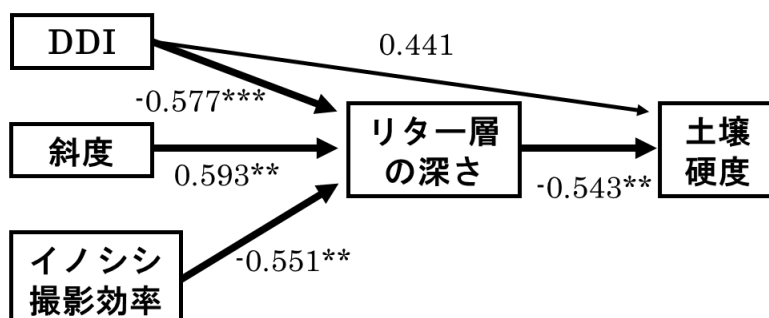 DDI
0.441
-0.577***
斜度
0.593**
リター層
の深さ
土壌
硬度
-0.543**
イノシシ
撮影効率
-0.551**